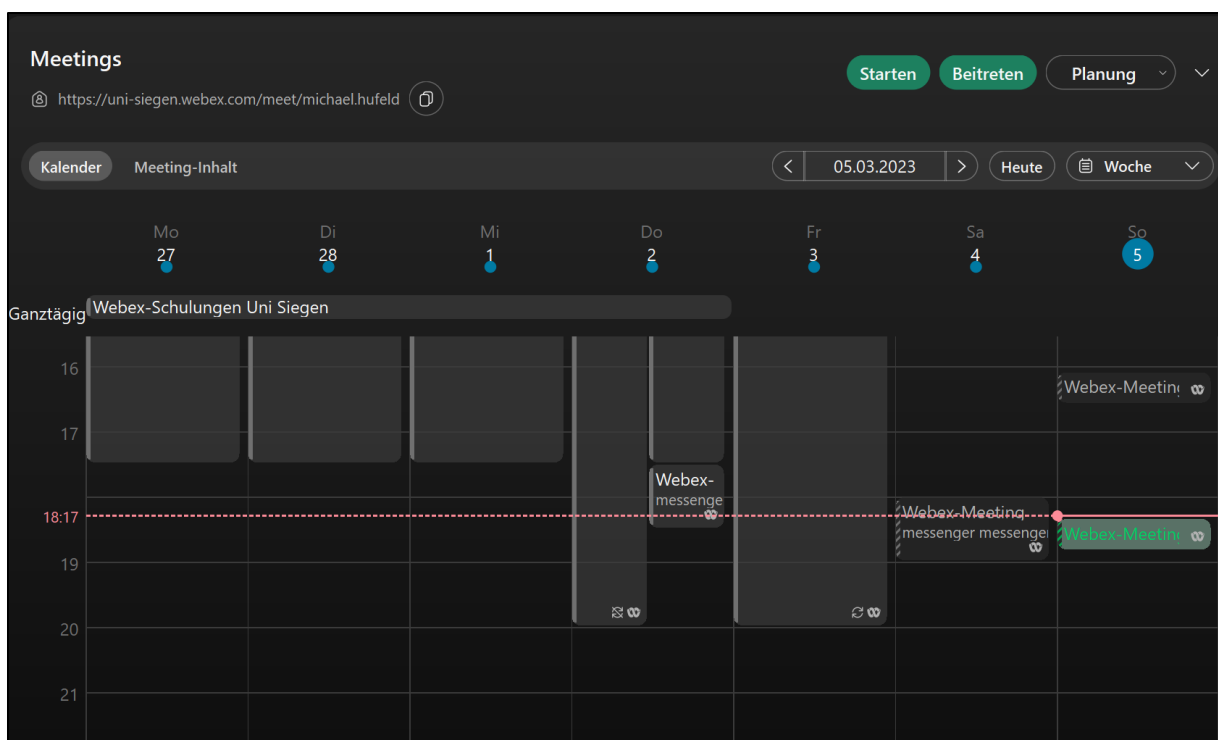 Meetings
https://uni-siegen.webex.com/meet/michael.hufeld
Starten Beitreten Planung
Kalender Meeting-Inhalt 05.03.2023 Heute Woche
Mo Di Mi Do Fr Sa So
27 28 1 2 3 4 5
Ganztägig Webex-Schulungen Uni Siegen
16
Webex-Meeting
17
Webex-
messenge
18:17
Webex-Meeting
messenger messenger
Webex-Meeting
19
20
21